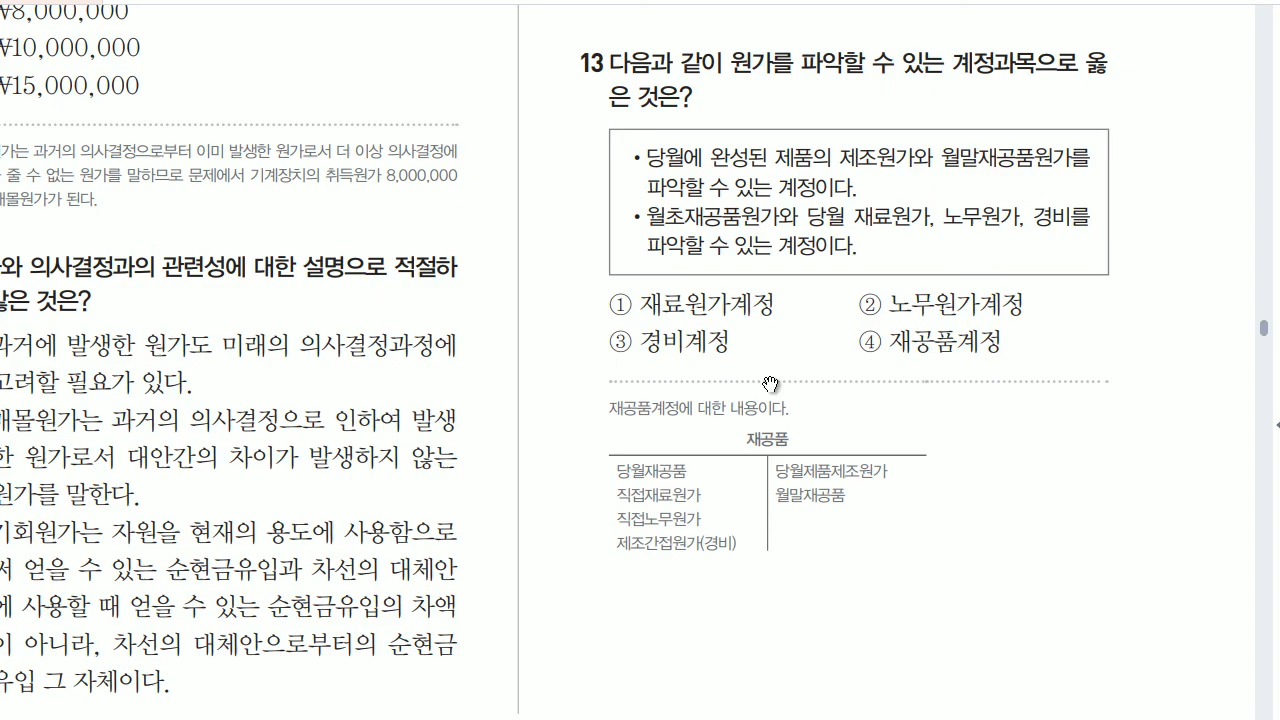 ₩8,000,000
₩10,000,000
₩15,000,000
가는 과거의 의사결정으로부터 이미 발생한 원가로서 더 이상 의사결정에
줄 수 없는 원가를 말하므로 문제에서 기계장치의 취득원가 8,000,000
매몰원가가 된다.
와 의사결정과의 관련성에 대한 설명으로 적절하
않은 것은?
과거에 발생한 원가도 미래의 의사결정과정에
고려할 필요가 있다.
매몰원가는 과거의 의사결정으로 인하여 발생
한 원가로서 대안간의 차이가 발생하지 않는
원가를 말한다.
기회원가는 자원을 현재의 용도에 사용함으로
써 얻을 수 있는 순현금유입과 차선의 대체안
에 사용할 때 얻을 수 있는 순현금유입의 차액
이 아니라, 차선의 대체안으로부터의 순현금
유입 그 자체이다.
13 다음과 같이 원가를 파악할 수 있는 계정과목으로 옳
은 것은?
• 당월에 완성된 제품의 제조원가와 월말재공품원가를
파악할 수 있는 계정이다.
• 월초재공품원가와 당월 재료원가, 노무원가, 경비를
파악할 수 있는 계정이다.
① 재료원가계정 ② 노무원가계정
③ 경비계정 ④ 재공품계정
재공품계정에 대한 내용이다.
재공품
당월재공품 당월제품제조원가
직접재료원가 월말재공품
직접노무원가
제조간접원가(경비)